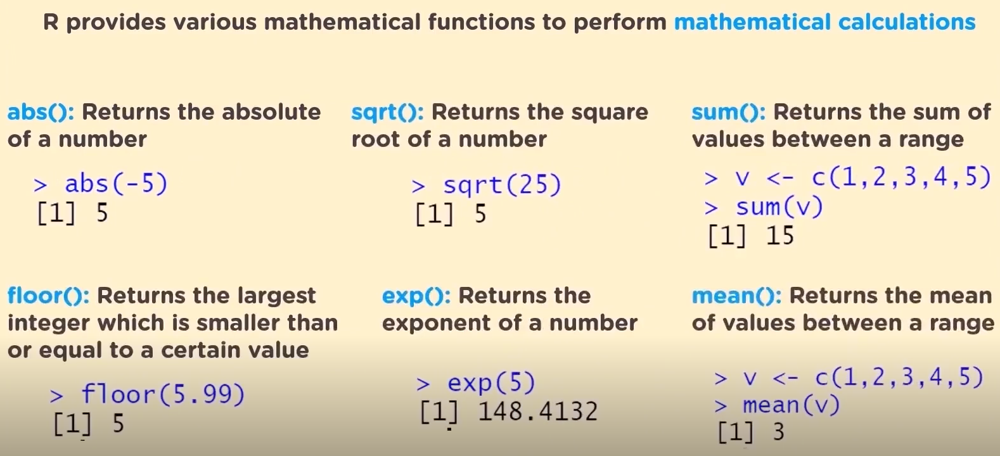 R provides various mathematical functions to perform mathematical calculations
abs(): Returns the absolute
of a number
> abs(-5)
[1] 5
sqrt(): Returns the square
root of a number
> sqrt(25)
[1] 5
sum(): Returns the sum of
values between a range
> v <- c(1,2,3,4,5)
> sum(v)
[1] 15
floor(): Returns the largest
integer which is smaller than
or equal to a certain value
> floor(5.99)
[1] 5
exp(): Returns the
exponent of a number
> exp(5)
[1] 148.4132
mean(): Returns the mean
of values between a range
> v <- c(1,2,3,4,5)
> mean(v)
[1] 3